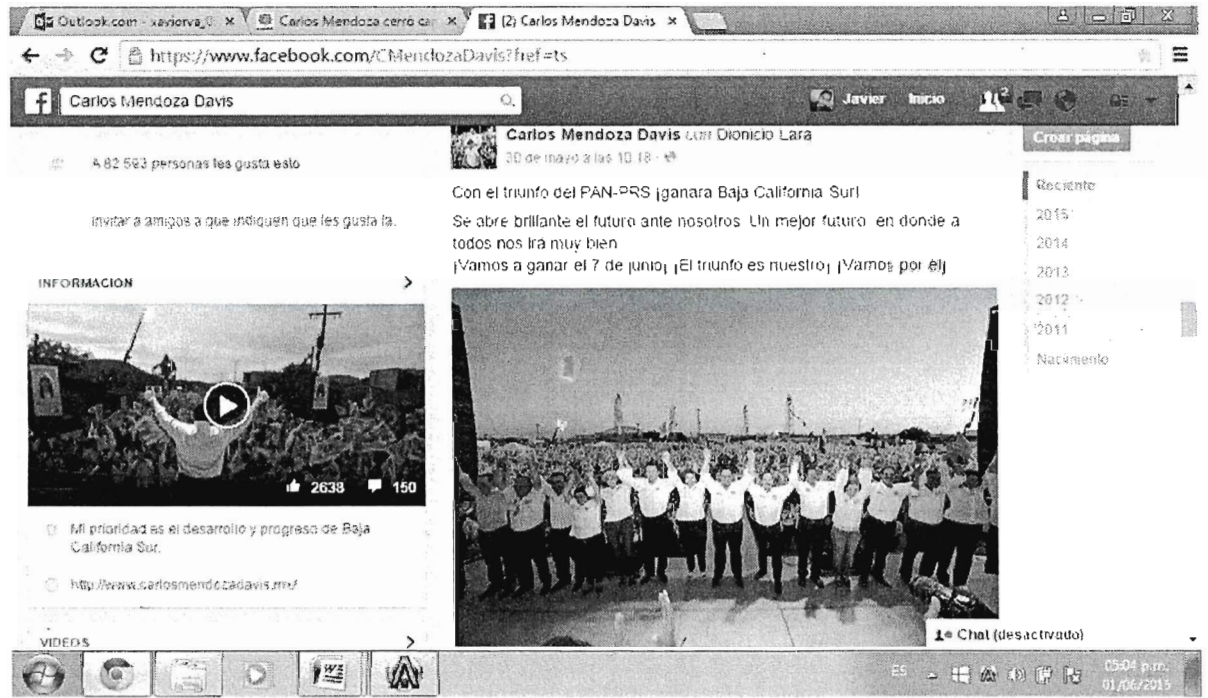 Outlook.com - xaviorva_0
Carlos Mendoza cerró car
(2) Carlos Mendoza Davis
https://www.facebook.com/CMendozaDavis?fref=ts
Carlos Mendoza Davis
Javier Inicio 2
A 82 593 personas les gusta esto
Invitar a amigos a que indiquen que les gusta la.
INFORMACION >
2638 150
Mi prioridad es el desarrollo y progreso de Baja
California Sur.
http://www.carlosmendozadavis.mx/
VIDEOS >
Carlos Mendoza Davis con Dionicio Lara
30 de mayo a las 10:18
Con el triunfo del PAN-PRS ¡ganara Baja California Sur!
Se abre brillante el futuro ante nosotros. Un mejor futuro en donde a
todos nos irá muy bien
¡Vamos a ganar el 7 de junio¡ ¡El triunfo es nuestro¡ ¡Vamos por él¡
Crear página
Reciente
2015
2014
2013
2012
2011
Nacimiento
Chat (desactivado)
ES
05:04 p.m.
01/06/2015